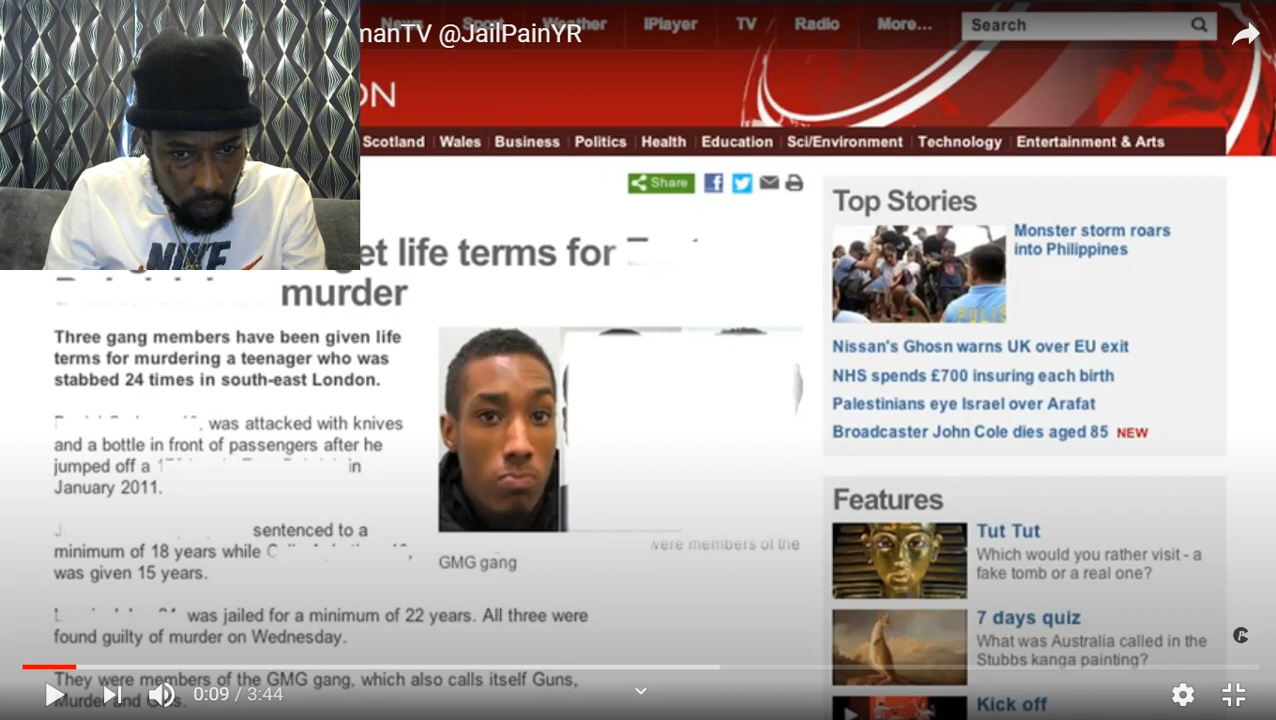 News Sport Weather iPlayer TV Radio More... Search
manTV @JailPainYR
ON
Scotland Wales Business Politics Health Education Sci/Environment Technology Entertainment & Arts
Share
et life terms for
murder
Three gang members have been given life
terms for murdering a teenager who was
stabbed 24 times in south-east London.
, was attacked with knives
and a bottle in front of passengers after he
jumped off a in
January 2011.
sentenced to a
minimum of 18 years while
was given 15 years.
was jailed for a minimum of 22 years. All three were
found guilty of murder on Wednesday.
They were members of the GMG gang, which also calls itself Guns,
Murder and
were members of the
GMG gang
Top Stories
Monster storm roars
into Philippines
Nissan's Ghosn warns UK over EU exit
NHS spends £700 insuring each birth
Palestinians eye Israel over Arafat
Broadcaster John Cole dies aged 85 NEW
Features
Tut Tut
Which would you rather visit - a
fake tomb or a real one?
7 days quiz
What was Australia called in the
Stubbs kanga painting?
Kick off
NIKE
POLIS
0:09 / 3:44